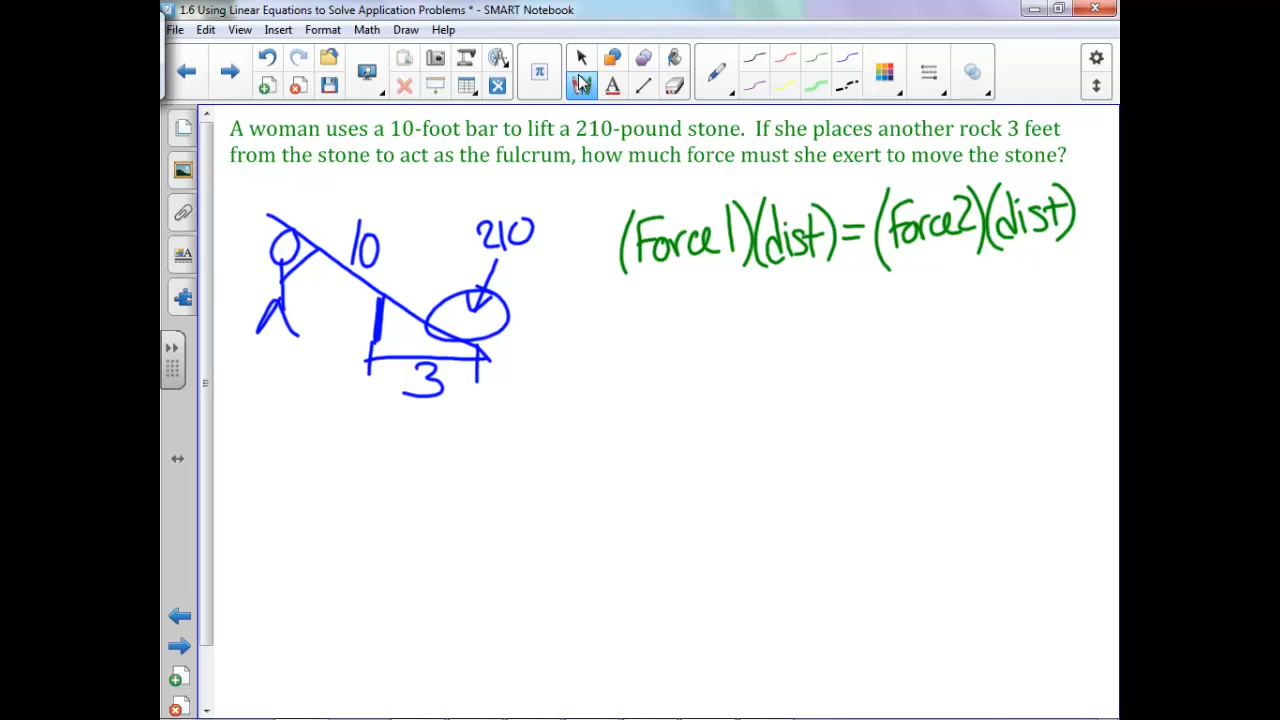 1.6 Using Linear Equations to Solve Application Problems * - SMART Notebook
File Edit View Insert Format Math Draw Help
π
A
A woman uses a 10-foot bar to lift a 210-pound stone. If she places another rock 3 feet
from the stone to act as the fulcrum, how much force must she exert to move the stone?
(Force 1)(dist) = (Force 2)(dist)
210
10
3